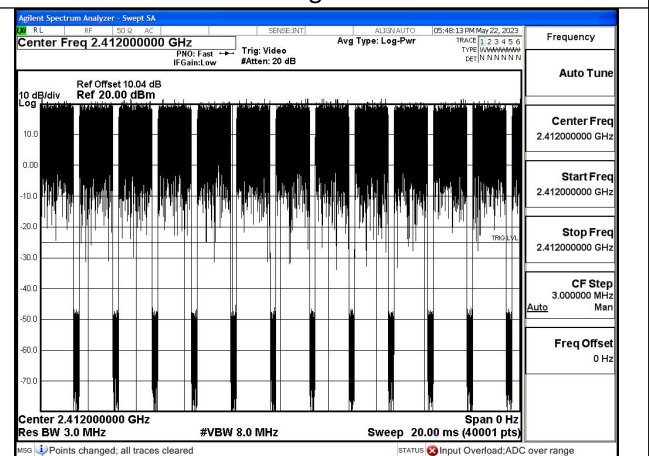 Agilent Spectrum Analyzer - Swept SA
RL RF 50 Ω AC SENSE:INT ALIGN AUTO 05:48:13 PM May 22, 2023
Center Freq 2.412000000 GHz
PNO: Fast
IFGain:Low
Trig: Video
#Atten: 20 dB
Avg Type: Log-Pwr
TRACE 1 2 3 4 5 6
TYPE
DET N N N N N N
Ref Offset 10.04 dB
Ref 20.00 dBm
10 dB/div
Log
10.0
0.00
-10.0
-20.0
TRIG LVL
-30.0
-40.0
-50.0
-60.0
-70.0
Center 2.412000000 GHz
Span 0 Hz
Res BW 3.0 MHz
#VBW 8.0 MHz
Sweep 20.00 ms (40001 pts)
MSG Points changed; all traces cleared
STATUS Input Overload;ADC over range
Frequency
Auto Tune
Center Freq
2.412000000 GHz
Start Freq
2.412000000 GHz
Stop Freq
2.412000000 GHz
CF Step
3.000000 MHz
Auto Man
Freq Offset
0 Hz